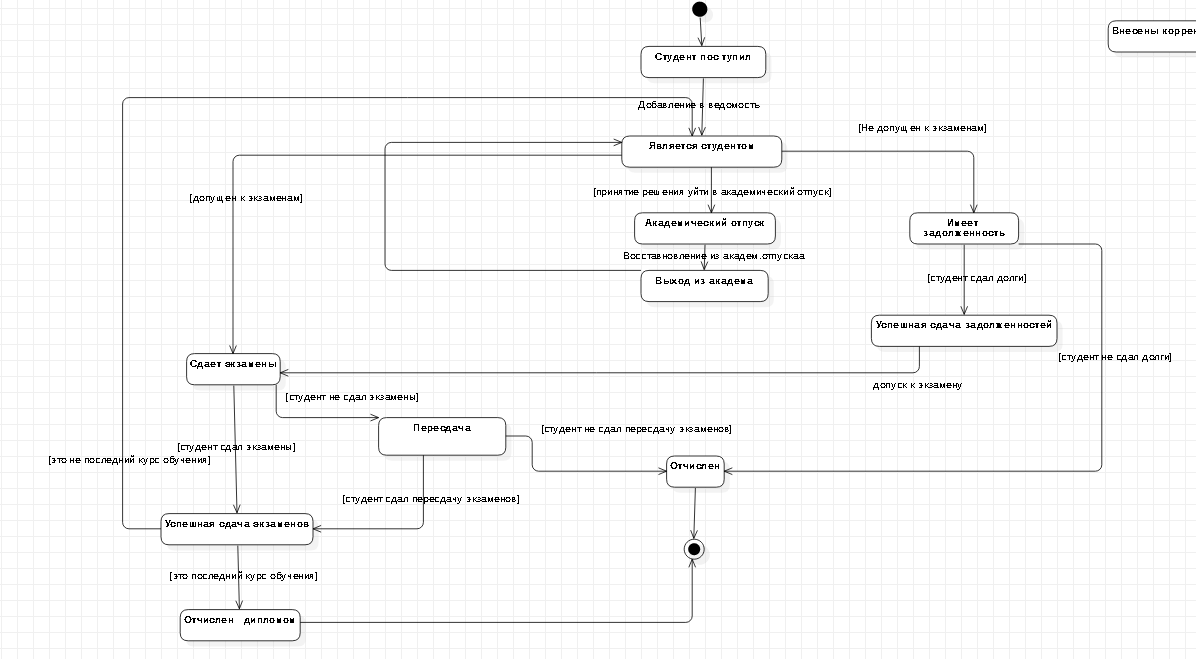 Внесены
Студент поступил
Добавление в ведомость
[Не допущен к экзаменам]
Является студентом
[принятие решения уйти в академический отпуск]
[допущен к экзаменам]
Академический отпуск
Имеет
задолженность
Восстановление из академ.отпускаа
[студент сдал долги]
Выход из академа
Успешная сдача задолженностей
[студент не сдал долги]
Сдает экзамены
допуск к экзамену
[студент не сдал экзамены]
Пересдача
[студент не сдал пересдачу экзаменов]
[студент сдал экзамены]
[это не последний курс обучения]
Отчислен
[студент сдал пересдачу экзаменов]
Успешная сдача экзаменов
[это последний курс обучения]
Отчислен дипломом